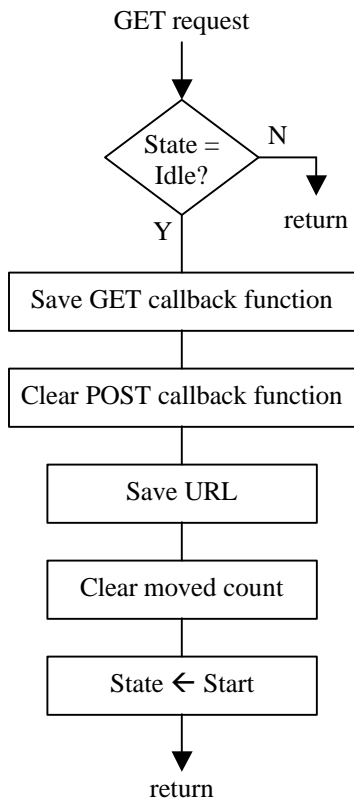 GET request
State =
Idle?
N
return
Y
Save GET callback function
Clear POST callback function
Save URL
Clear moved count
State ← Start
return